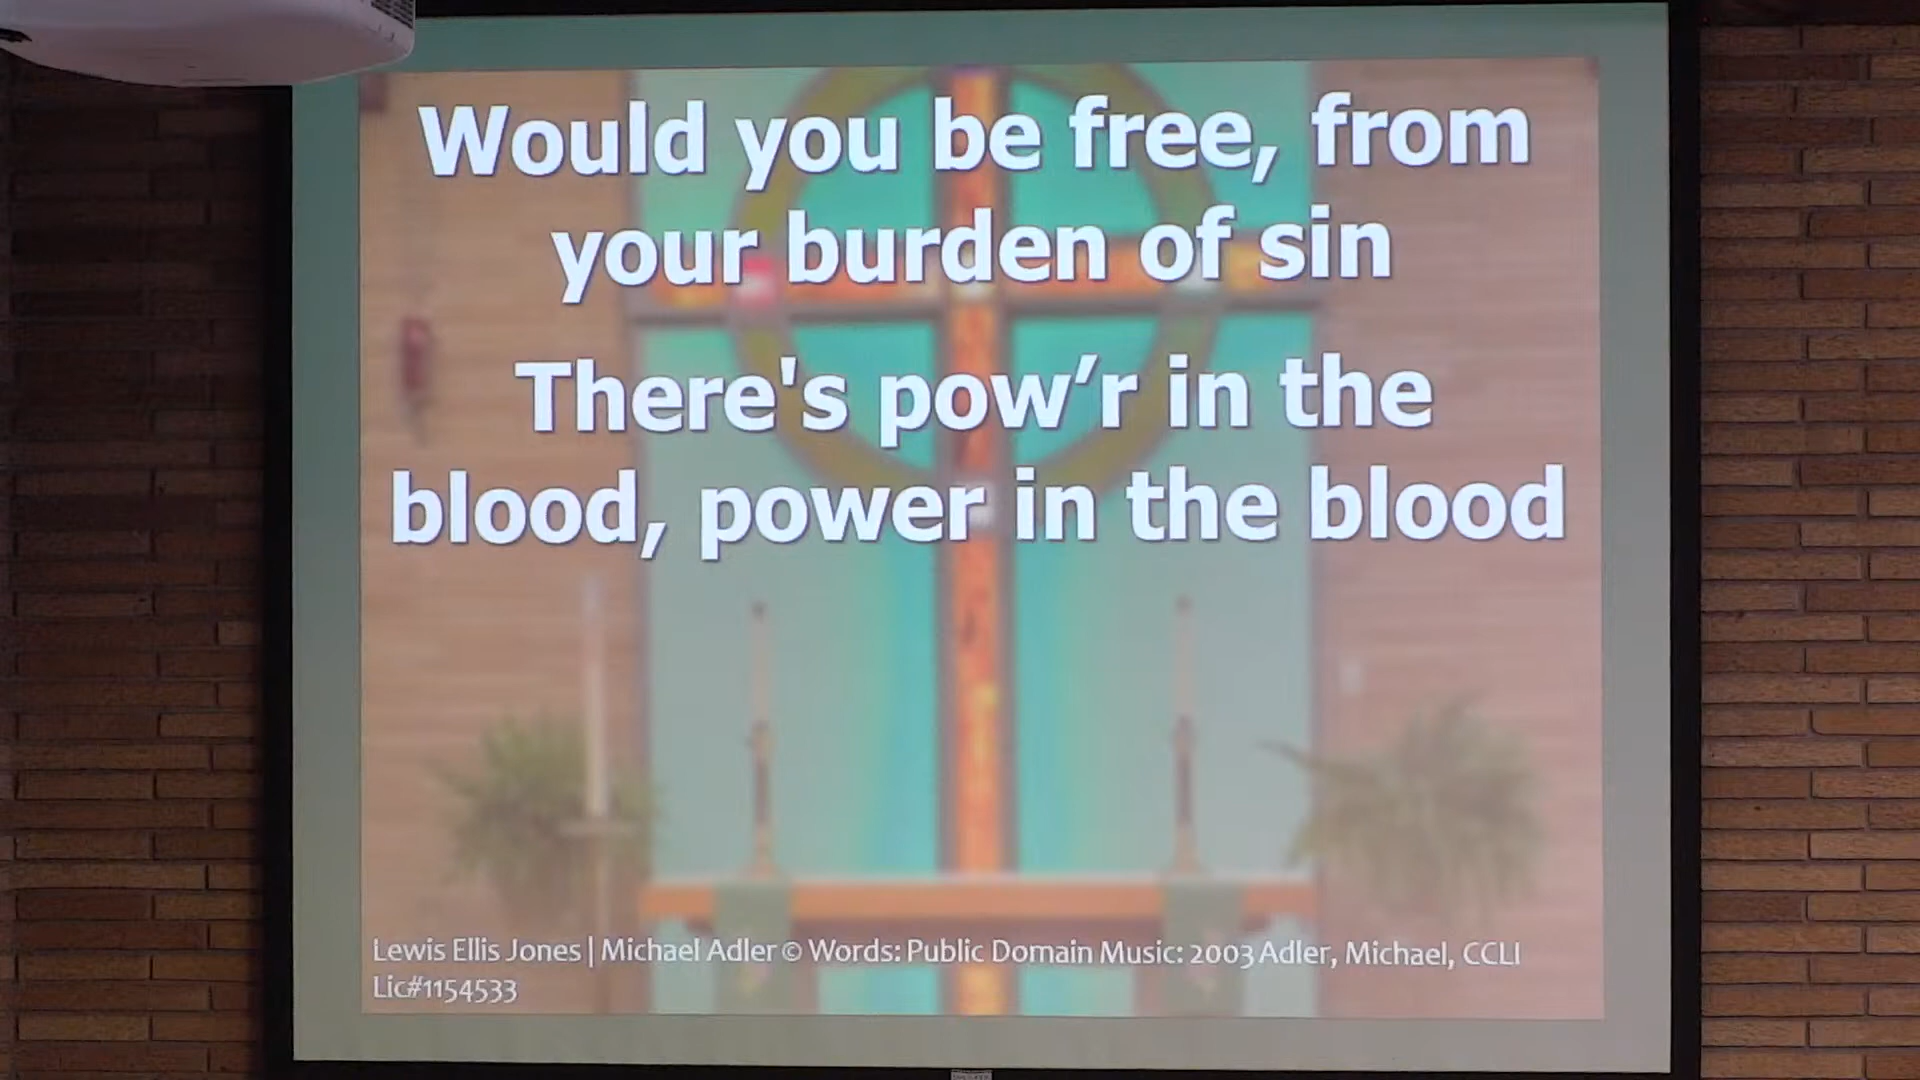 Would you be free, from
your burden of sin
There's pow’r in the
blood, power in the blood
Lewis Ellis Jones | Michael Adler © Words: Public Domain Music: 2003 Adler, Michael, CCLI
Lic#1154533